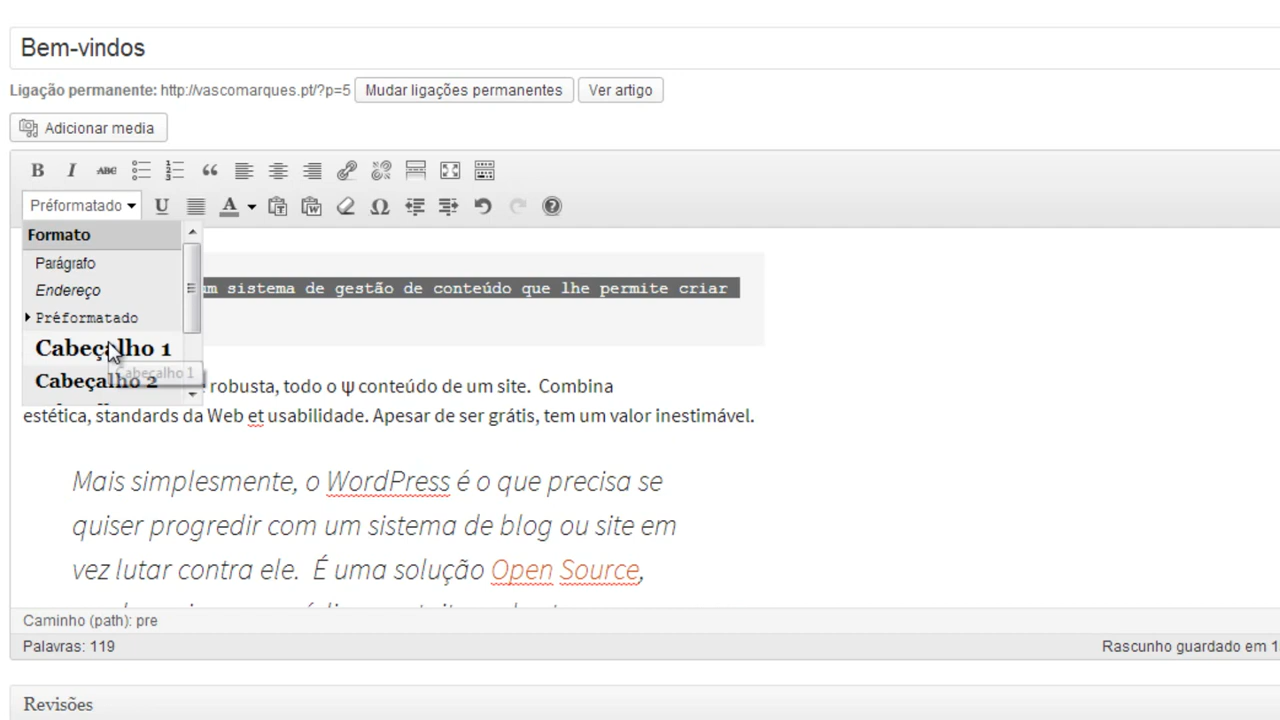 Bem-vindos
Ligação permanente: http://vascomarques.pt/?p=5 Mudar ligações permanentes Ver artigo
Adicionar media
B I ABC
Préformatado U A T W Ω
Formato
Parágrafo
um sistema de gestão de conteúdo que lhe permite criar
Endereço
Préformatado
Cabeçalho 1
Cabeçalho 1
Cabeçalho 2
robusta, todo o ψ conteúdo de um site. Combina
estética, standards da Web et usabilidade. Apesar de ser grátis, tem um valor inestimável.
Mais simplesmente, o WordPress é o que precisa se
quiser progredir com um sistema de blog ou site em
vez lutar contra ele. É uma solução Open Source,
Caminho (path): pre
Palavras: 119
Rascunho guardado em
Revisões